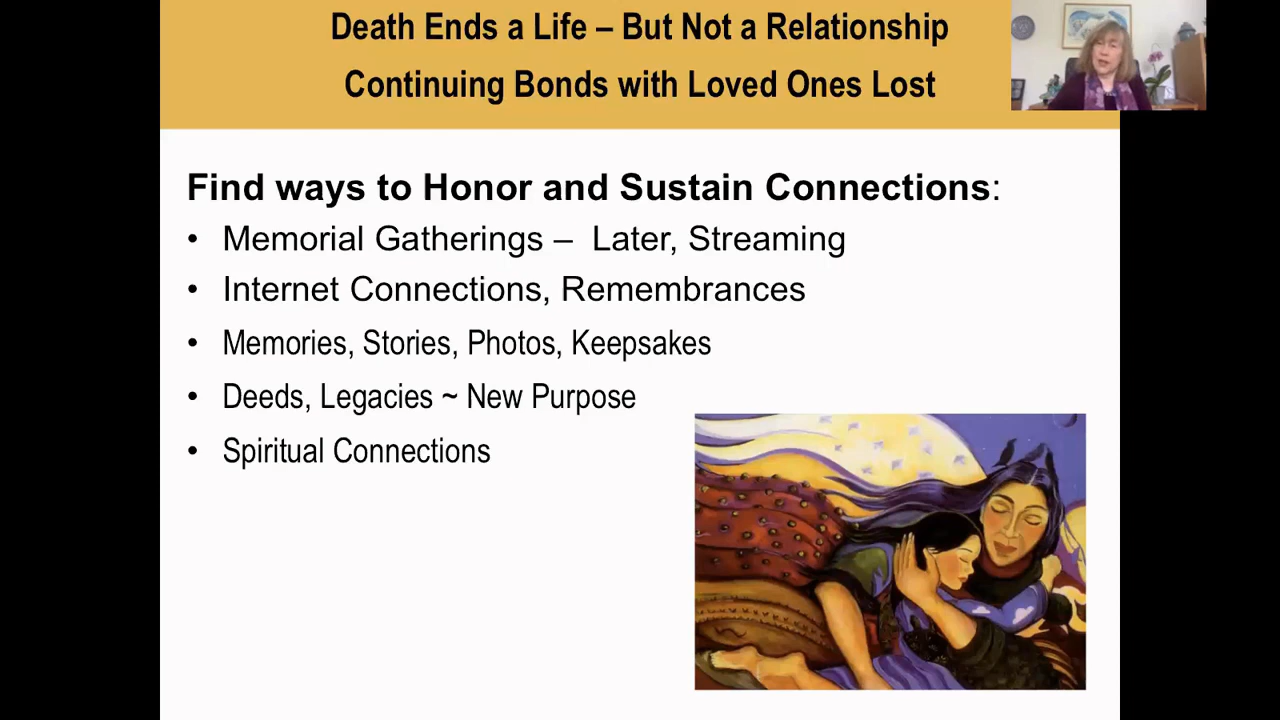 Death Ends a Life – But Not a Relationship
Continuing Bonds with Loved Ones Lost
Find ways to Honor and Sustain Connections:
• Memorial Gatherings – Later, Streaming
• Internet Connections, Remembrances
• Memories, Stories, Photos, Keepsakes
• Deeds, Legacies ~ New Purpose
• Spiritual Connections